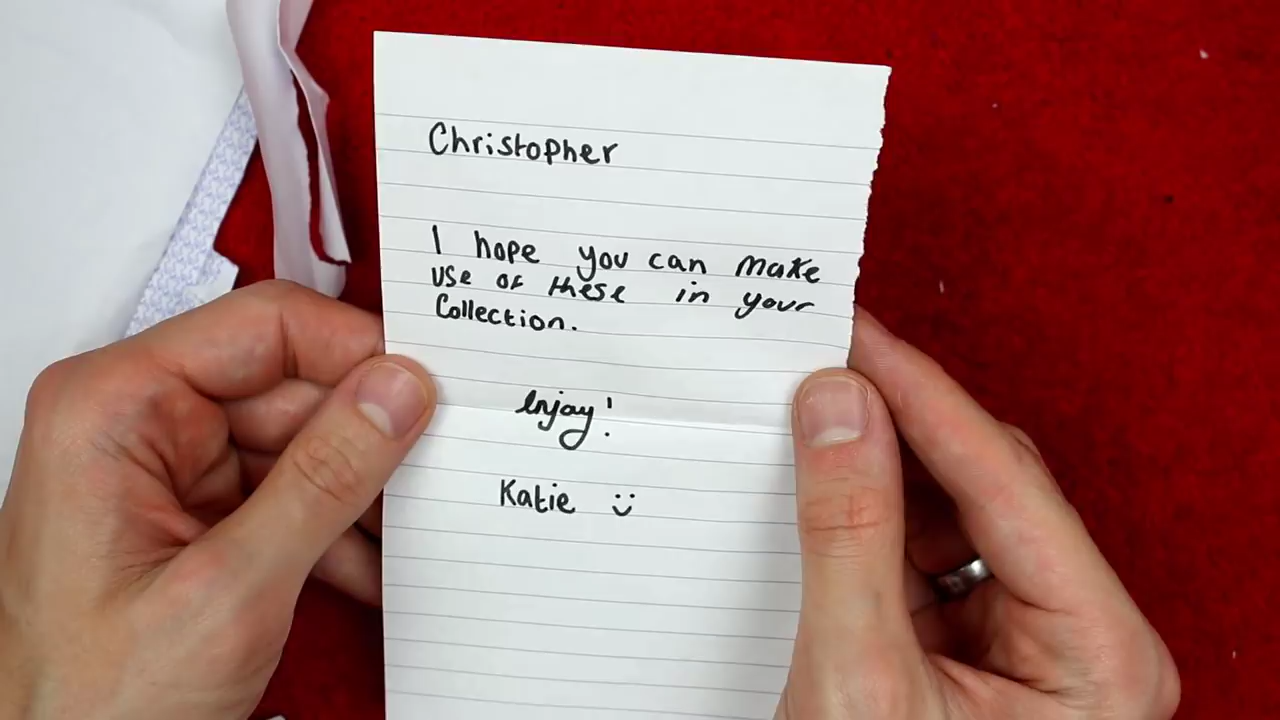 Christopher
I hope you can make
use of these in your
Collection.
enjoy!
Katie ü